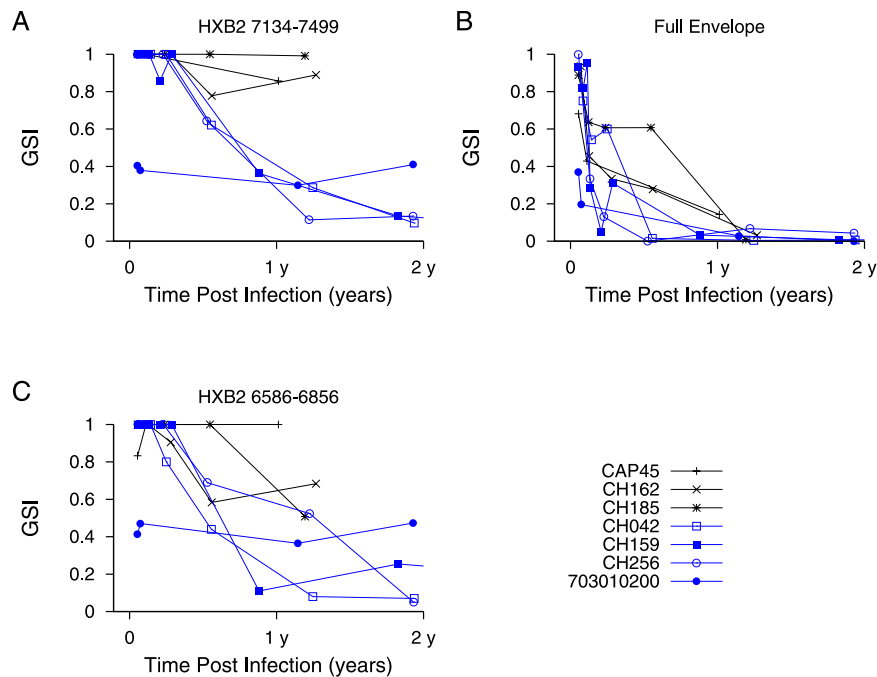 A
HXB2 7134-7499
GSI
1
0.8
0.6
0.4
0.2
0
0 1 y 2 y
Time Post Infection (years)
B
Full Envelope
GSI
1
0.8
0.6
0.4
0.2
0
0 1 y 2 y
Time Post Infection (years)
C
HXB2 6586-6856
GSI
1
0.8
0.6
0.4
0.2
0
0 1 y 2 y
Time Post Infection (years)
CAP45
CH162
CH185
CH042
CH159
CH256
703010200